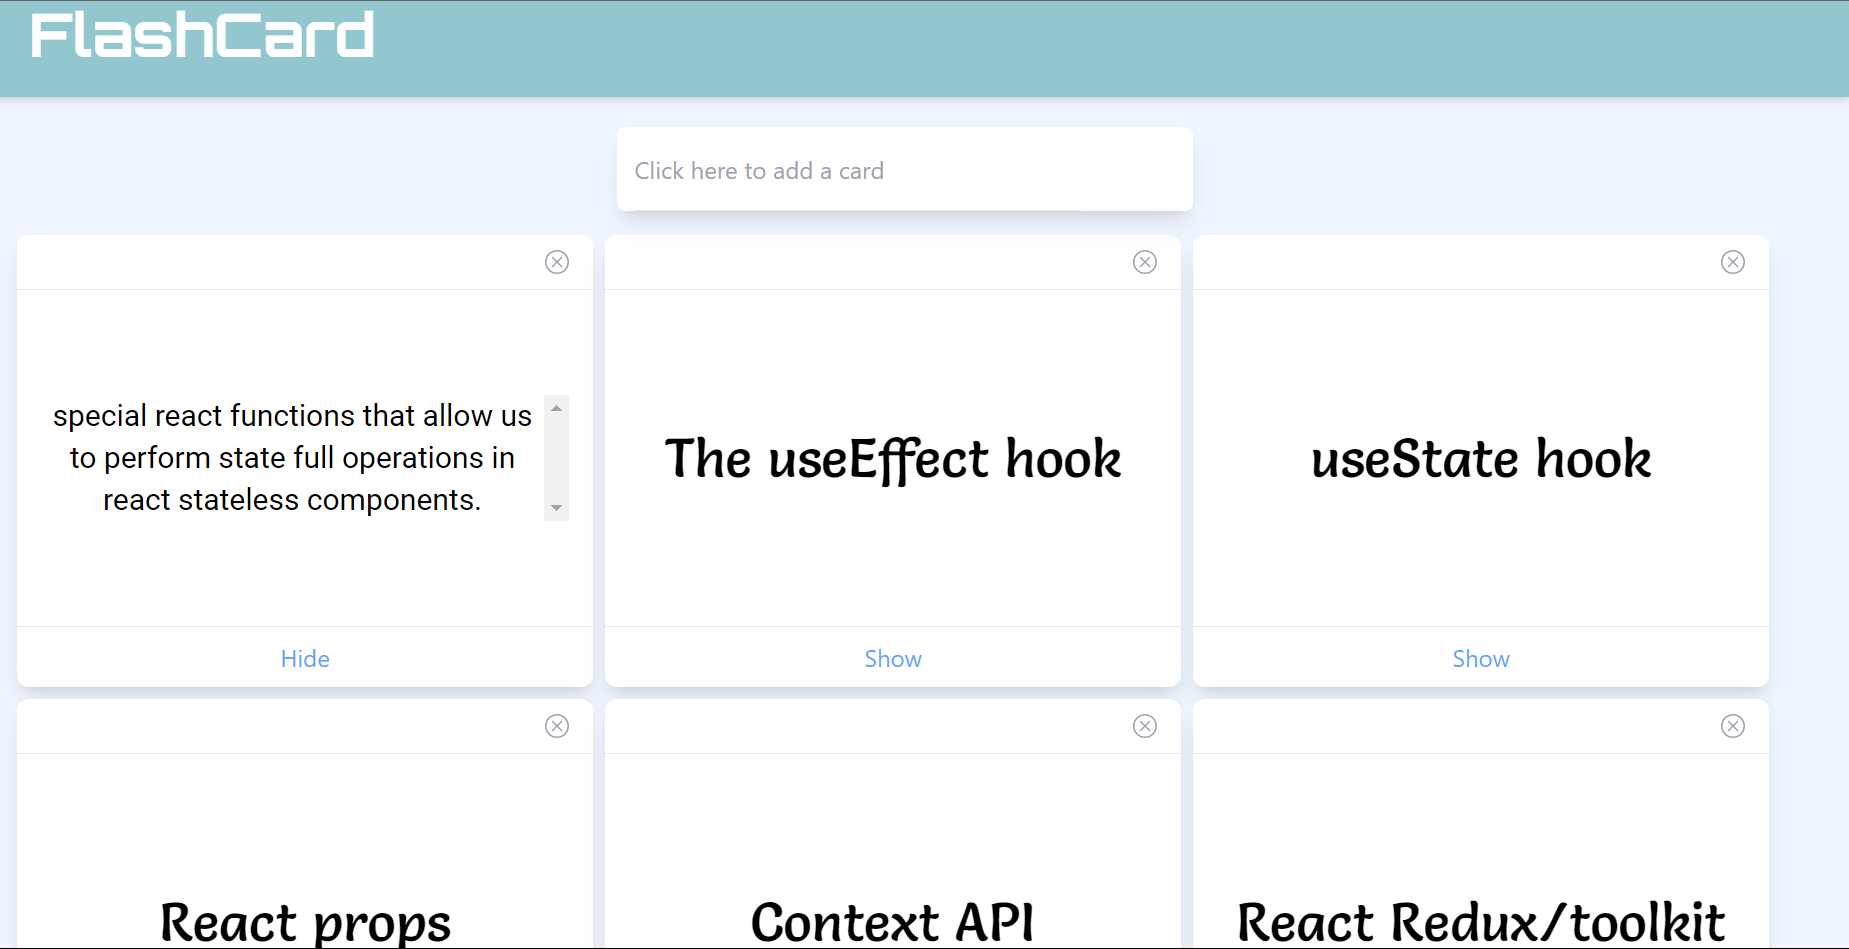 FlashCard
Click here to add a card
special react functions that allow us
to perform state full operations in
react stateless components.
The useEffect hook
useState hook
Hide
Show
Show
React props
Context API
React Redux/toolkit